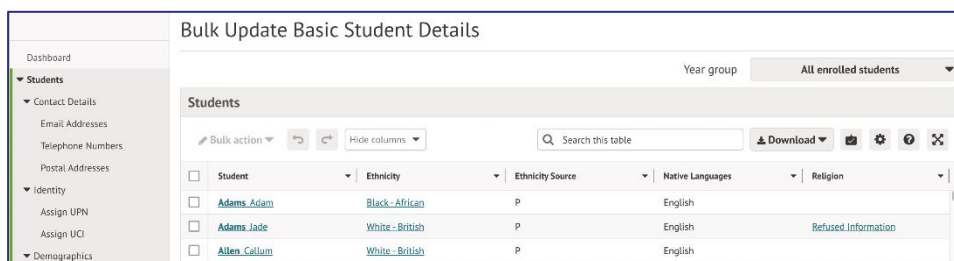 Bulk Update Basic Student Details
Dashboard
Year group All enrolled students
Students
Contact Details
Email Addresses
Telephone Numbers
Postal Addresses
Identity
Assign UPN
Assign UCI
Demographics
Students
Bulk action Hide columns Search this table Download
Student Ethnicity Ethnicity Source Native Languages Religion
Adams Adam Black - African P English
Adams Jade White - British P English Refused Information
Allen Callum White - British P English